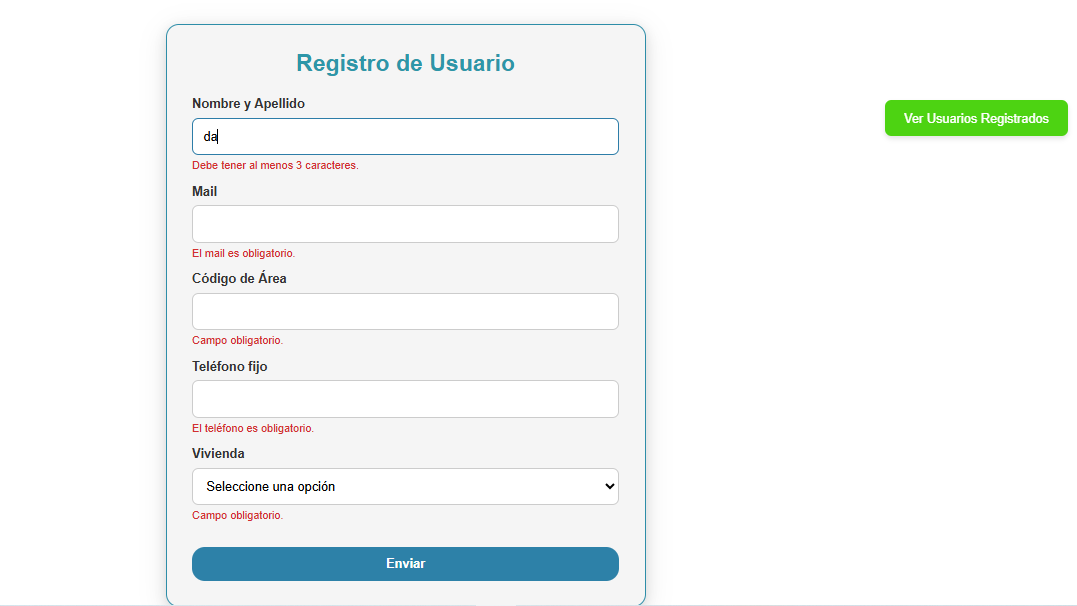 Registro de Usuario
Nombre y Apellido
da
Debe tener al menos 3 caracteres.
Mail
El mail es obligatorio.
Código de Área
Campo obligatorio.
Teléfono fijo
El teléfono es obligatorio.
Vivienda
Seleccione una opción
Campo obligatorio.
Enviar
Ver Usuarios Registrados